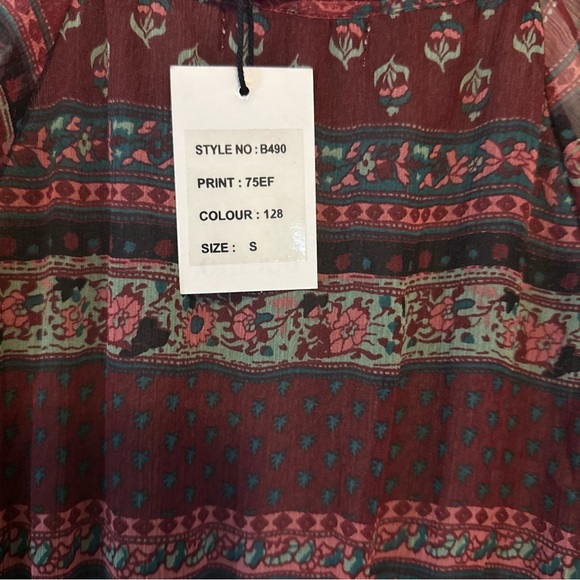 STYLE NO : B490
PRINT : 75EF
COLOUR : 128
SIZE : S